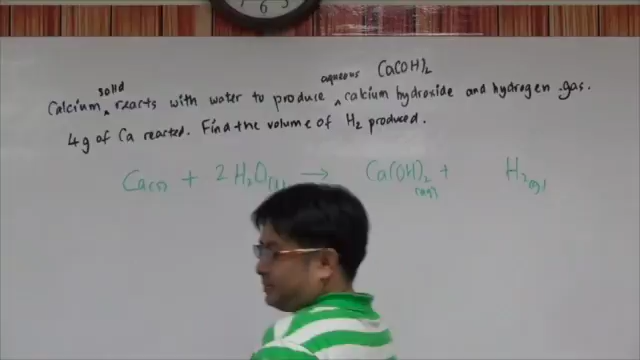 solid
aqueous Ca(OH)2
Calcium ^ reacts with water to produce ^ calcium hydroxide and hydrogen gas.
4g of Ca reacted. Find the volume of H2 produced.
Ca(s) + 2 H2O(l) → Ca(OH)2 (aq) + H2(g)
6